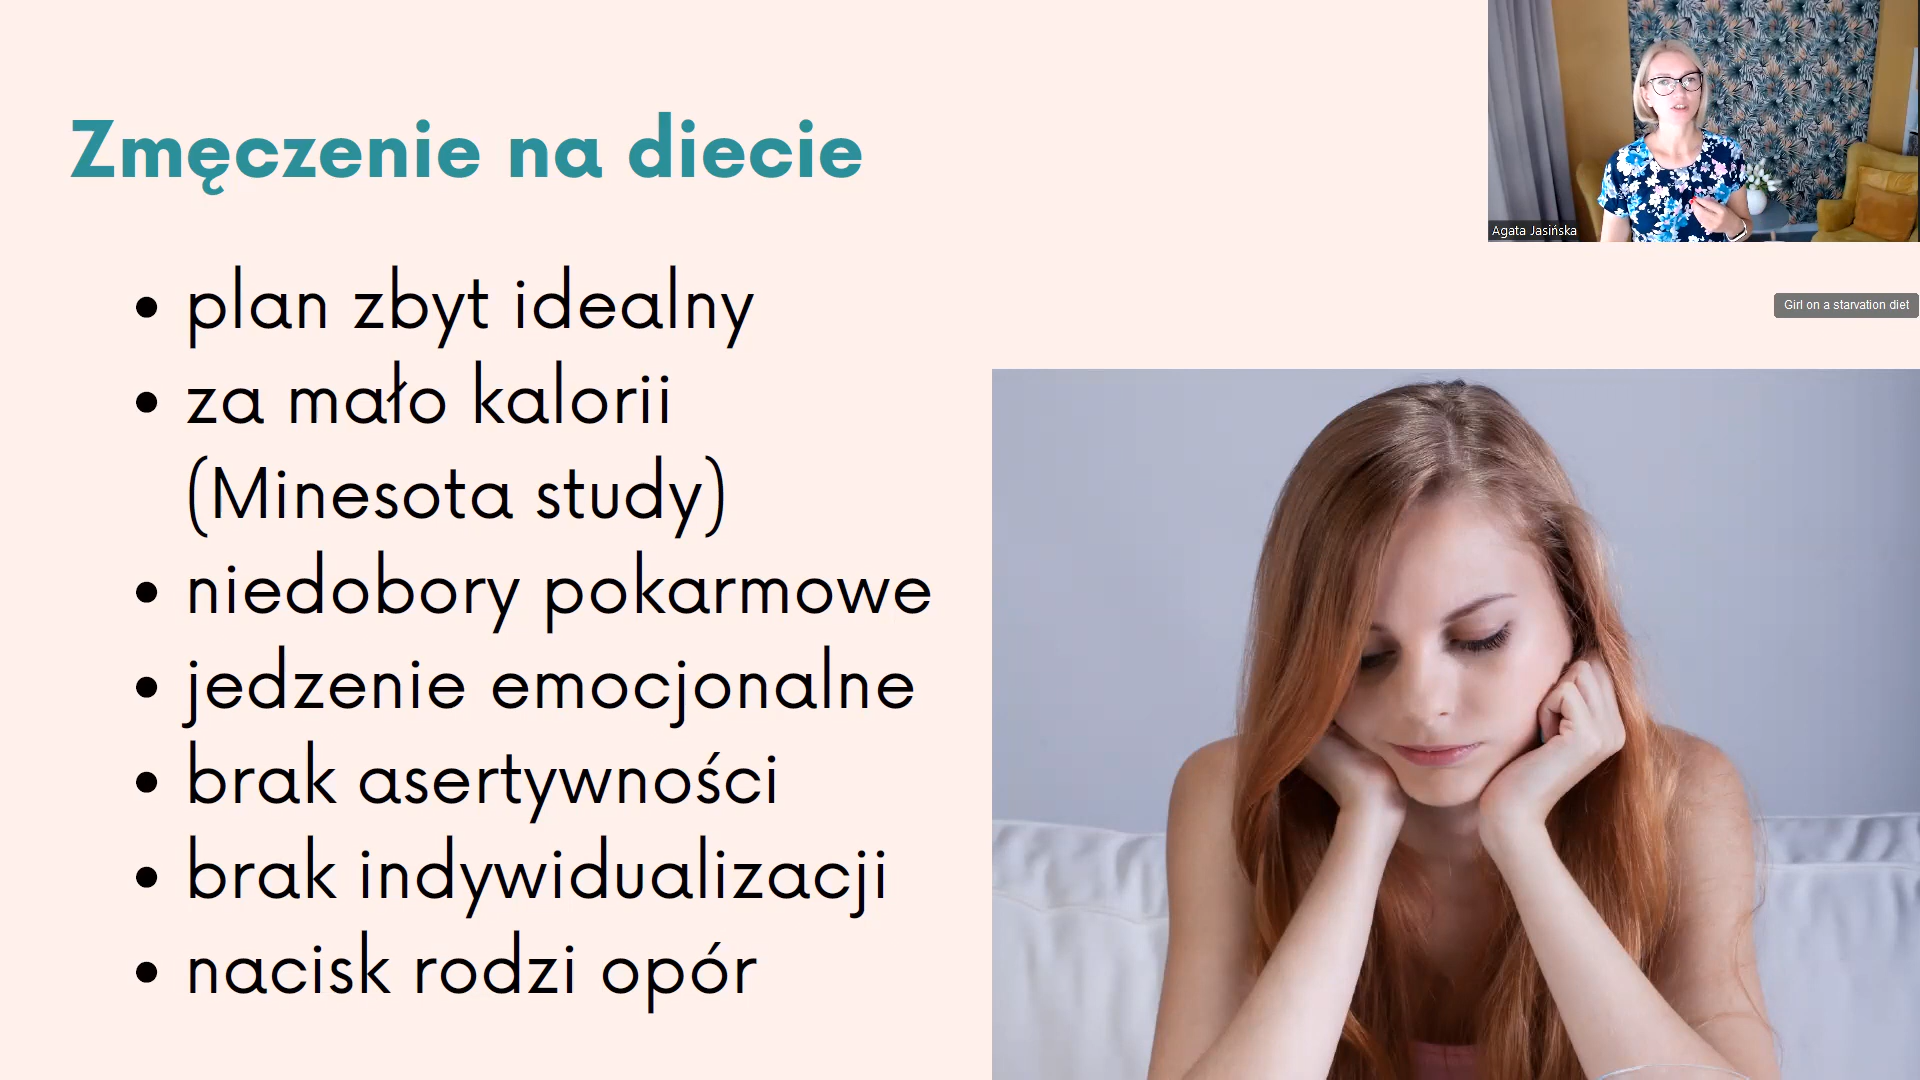 Zmęczenie na diecie
• plan zbyt idealny
• za mało kalorii
(Minesota study)
• niedobory pokarmowe
• jedzenie emocjonalne
• brak asertywności
• brak indywidualizacji
• nacisk rodzi opór
Agata Jasińska
Girl on a starvation diet